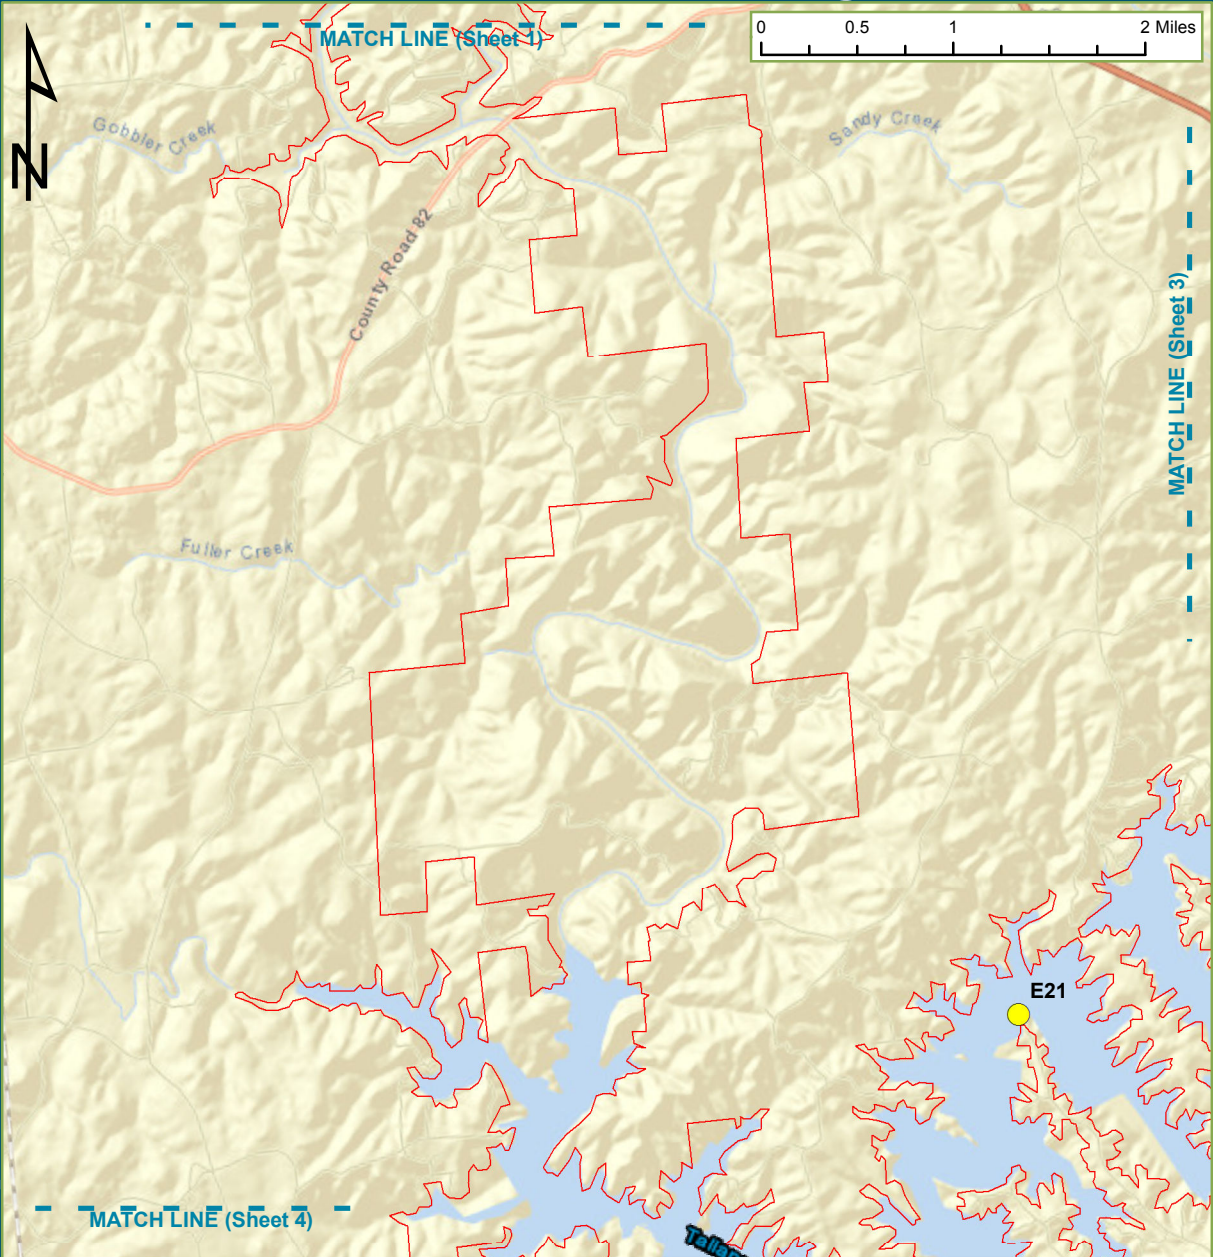 0 0.5 1 2 Miles
MATCH LINE (Sheet 1)
N
Gobbler Creek
Sandy Creek
County Road 82
MATCH LINE (Sheet 3)
Fuller Creek
E21
MATCH LINE (Sheet 4)